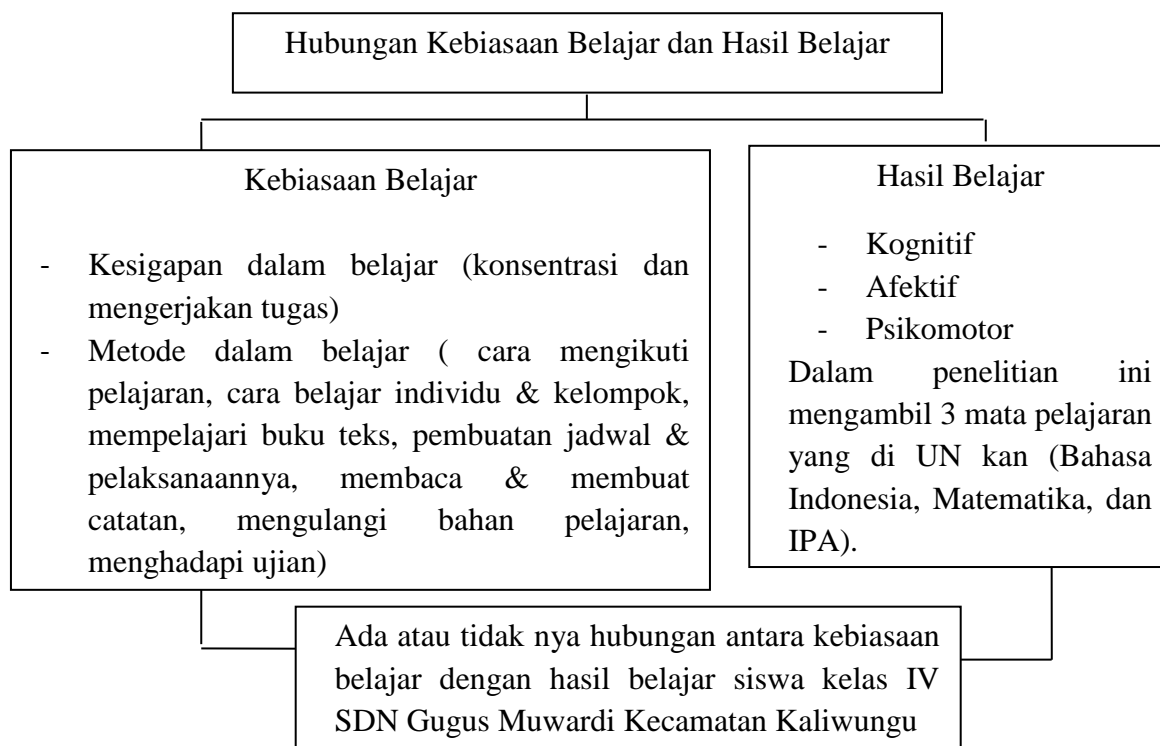 Hubungan Kebiasaan Belajar dan Hasil Belajar
Kebiasaan Belajar
- Kesigapan dalam belajar (konsentrasi dan
mengerjakan tugas)
- Metode dalam belajar ( cara mengikuti
pelajaran, cara belajar individu & kelompok,
mempelajari buku teks, pembuatan jadwal &
pelaksanaannya, membaca & membuat
catatan, mengulangi bahan pelajaran,
menghadapi ujian)
Hasil Belajar
- Kognitif
- Afektif
- Psikomotor
Dalam penelitian ini
mengambil 3 mata pelajaran
yang di UN kan (Bahasa
Indonesia, Matematika, dan
IPA).
Ada atau tidak nya hubungan antara kebiasaan
belajar dengan hasil belajar siswa kelas IV
SDN Gugus Muwardi Kecamatan Kaliwungu